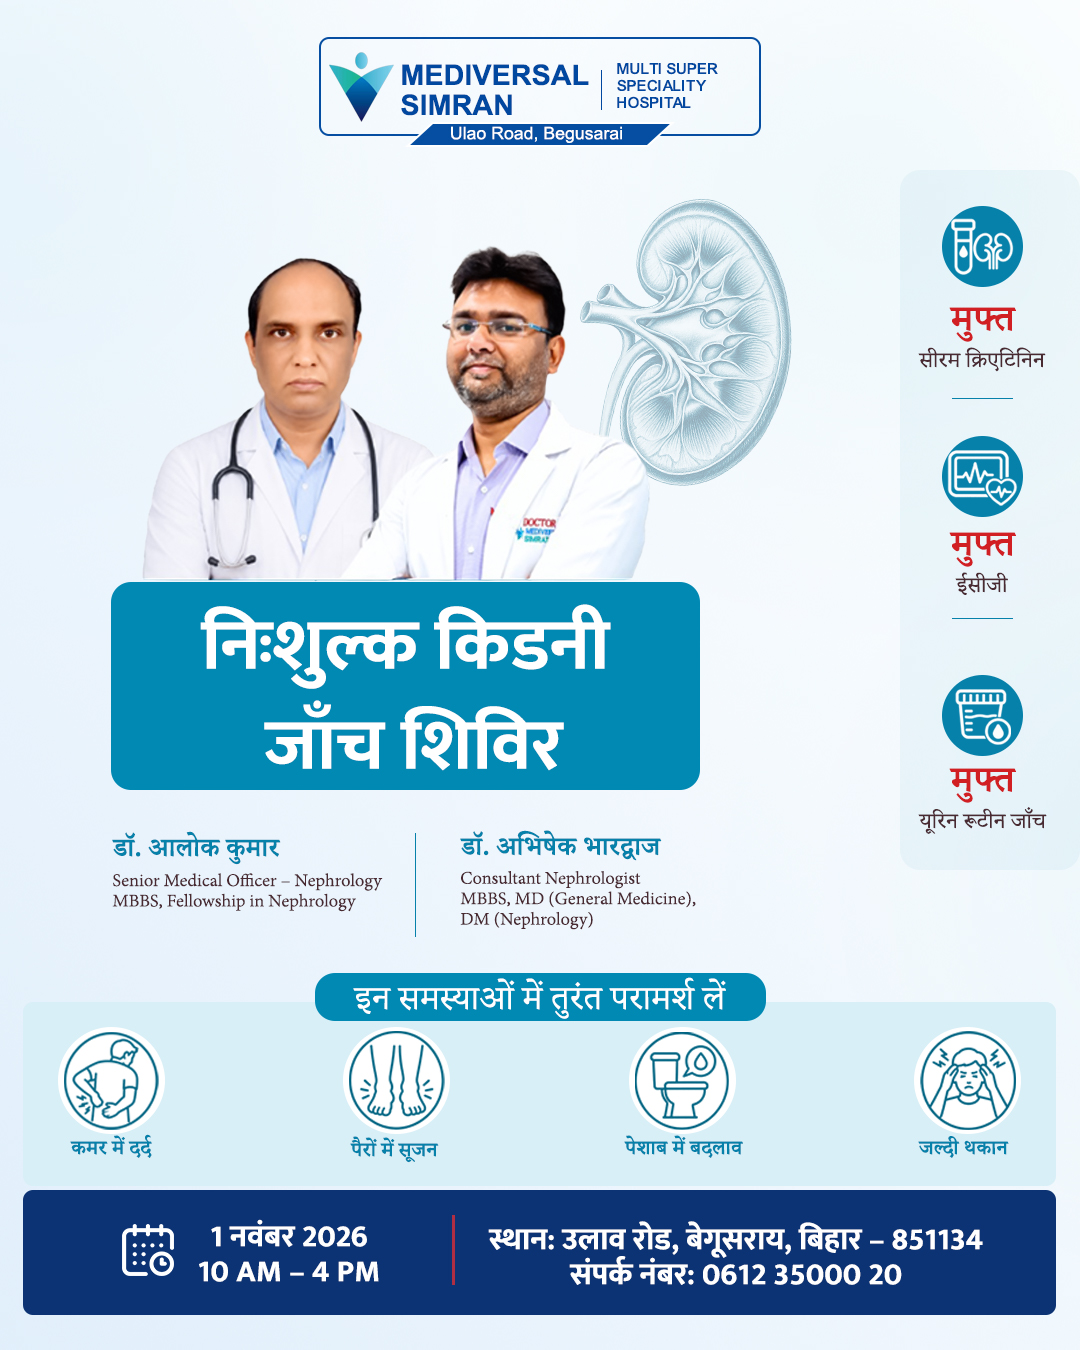 MEDIVERSAL
SIMRAN
MULTI SUPER
SPECIALITY
HOSPITAL
Ulao Road, Begusarai
मुफ्त
सीरम क्रिएटिनिन
मुफ्त
ईसीजी
मुफ्त
यूरिन रूटीन जाँच
DOCTOR
SIMRAN
निःशुल्क किडनी
जाँच शिविर
डॉ. आलोक कुमार
Senior Medical Officer – Nephrology
MBBS, Fellowship in Nephrology
डॉ. अभिषेक भारद्वाज
Consultant Nephrologist
MBBS, MD (General Medicine),
DM (Nephrology)
इन समस्याओं में तुरंत परामर्श लें
कमर में दर्द
पैरों में सूजन
पेशाब में बदलाव
जल्दी थकान
1 नवंबर 2026
10 AM – 4 PM
स्थान: उलाव रोड, बेगूसराय, बिहार – 851134
संपर्क नंबर: 0612 35000 20